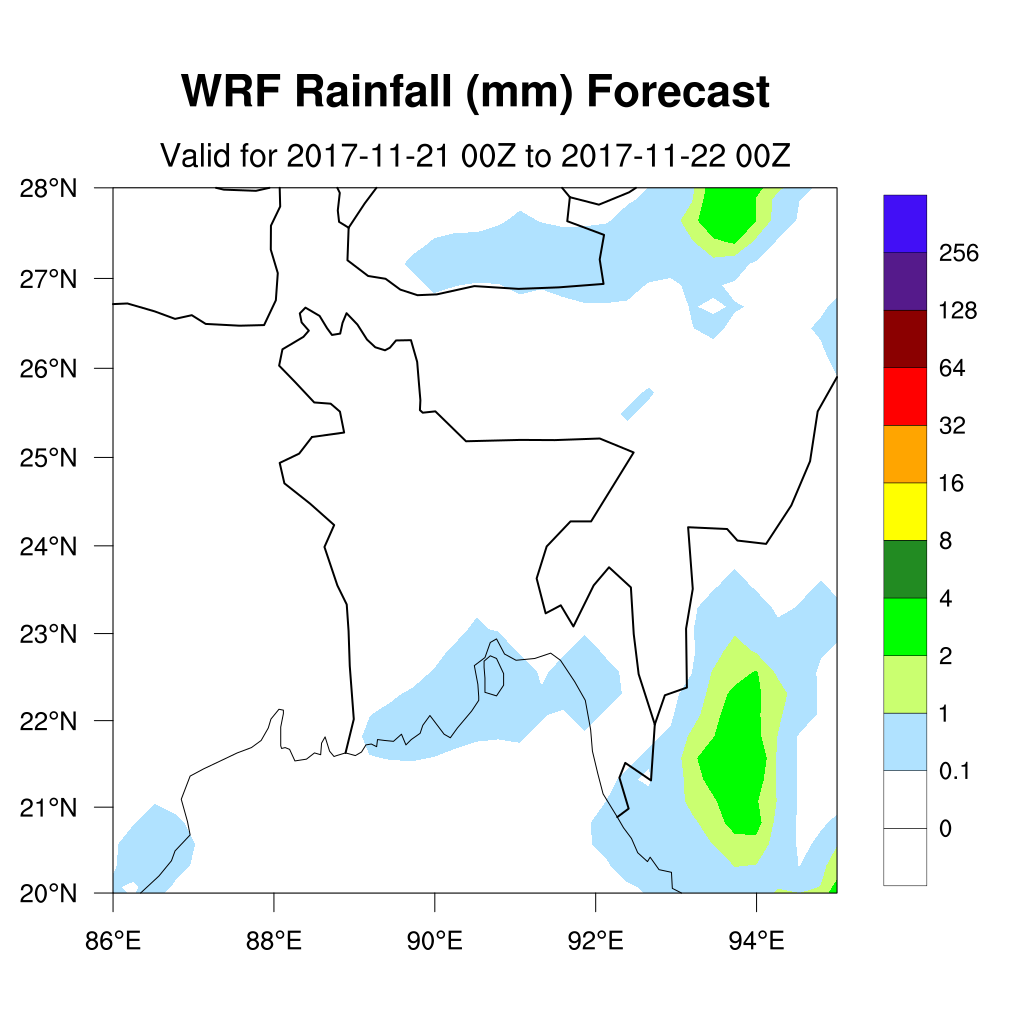 WRF Rainfall (mm) Forecast
Valid for 2017-11-21 00Z to 2017-11-22 00Z
28°N
27°N
26°N
25°N
24°N
23°N
22°N
21°N
20°N
86°E
88°E
90°E
92°E
94°E
256
128
64
32
16
8
4
2
1
0.1
0